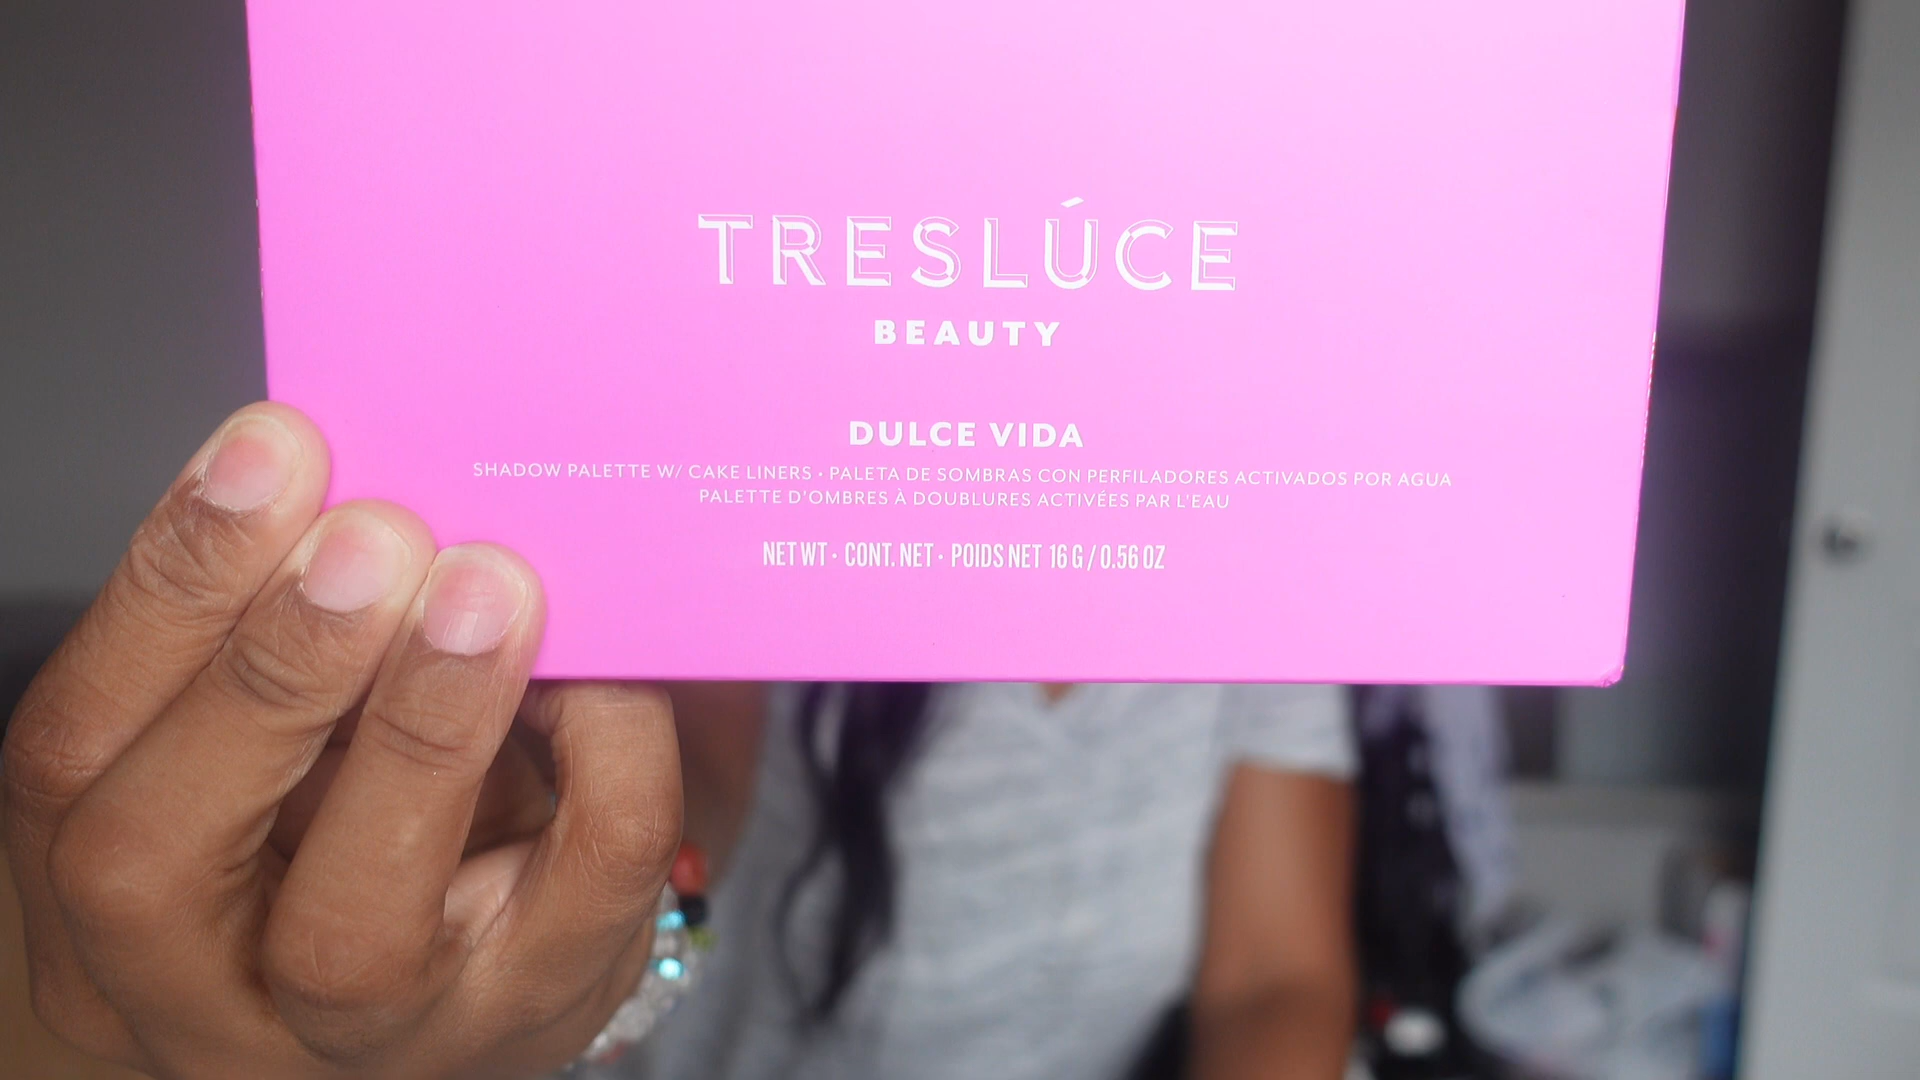 TRESLÚCE
BEAUTY
DULCE VIDA
SHADOW PALETTE W/ CAKE LINERS • PALETA DE SOMBRAS CON PERFILADORES ACTIVADOS POR AGUA
PALETTE D'OMBRES À DOUBLURES ACTIVÉES PAR L'EAU
NET WT • CONT. NET • POIDS NET 16 G / 0.56 OZ